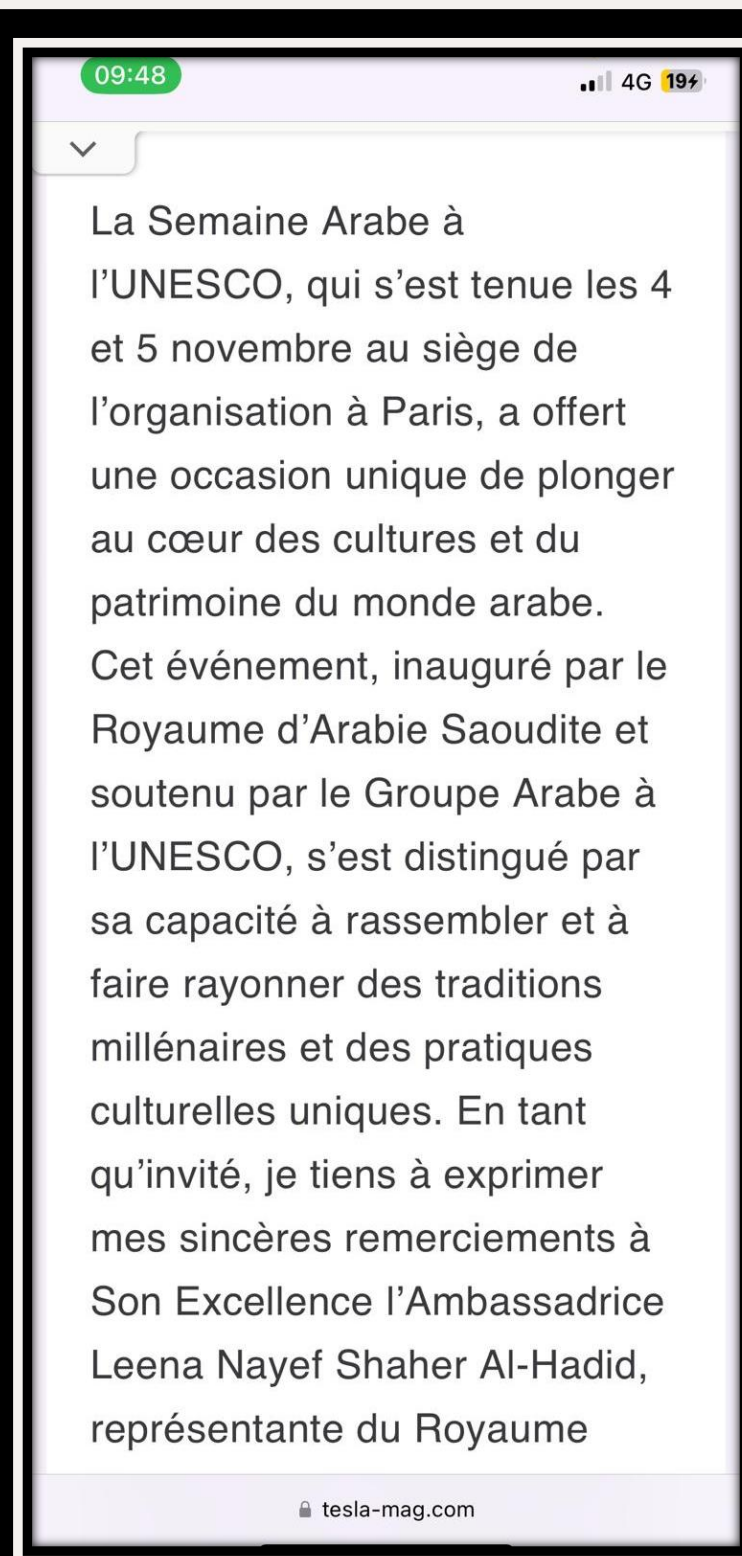 09:48
4G 19
La Semaine Arabe à
l’UNESCO, qui s’est tenue les 4
et 5 novembre au siège de
l’organisation à Paris, a offert
une occasion unique de plonger
au cœur des cultures et du
patrimoine du monde arabe.
Cet événement, inauguré par le
Royaume d’Arabie Saoudite et
soutenu par le Groupe Arabe à
l’UNESCO, s’est distingué par
sa capacité à rassembler et à
faire rayonner des traditions
millénaires et des pratiques
culturelles uniques. En tant
qu’invité, je tiens à exprimer
mes sincères remerciements à
Son Excellence l’Ambassadrice
Leena Nayef Shaher Al-Hadid,
représentante du Royaume
tesla-mag.com